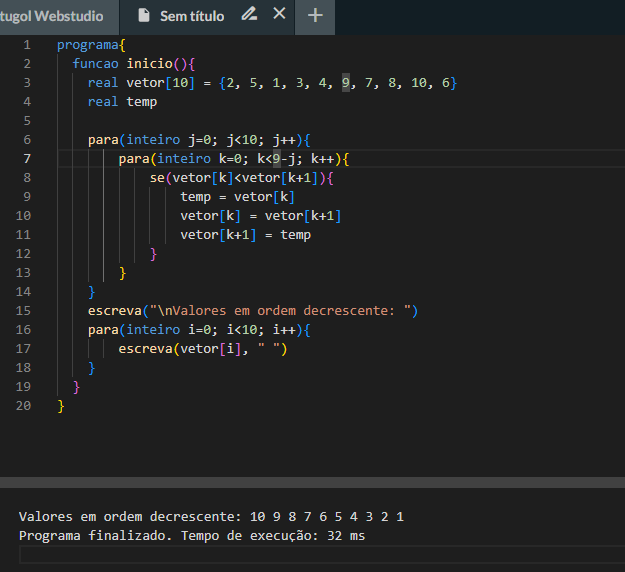 tugol Webstudio Sem título
1 programa{
2 funcao inicio(){
3 real vetor[10] = {2, 5, 1, 3, 4, 9, 7, 8, 10, 6}
4 real temp
5
6 para(inteiro j=0; j<10; j++){
7 para(inteiro k=0; k<9-j; k++){
8 se(vetor[k]<vetor[k+1]){
9 temp = vetor[k]
10 vetor[k] = vetor[k+1]
11 vetor[k+1] = temp
12 }
13 }
14 }
15 escreva("\nValores em ordem decrescente: ")
16 para(inteiro i=0; i<10; i++){
17 escreva(vetor[i], " ")
18 }
19 }
20 }
Valores em ordem decrescente: 10 9 8 7 6 5 4 3 2 1
Programa finalizado. Tempo de execução: 32 ms